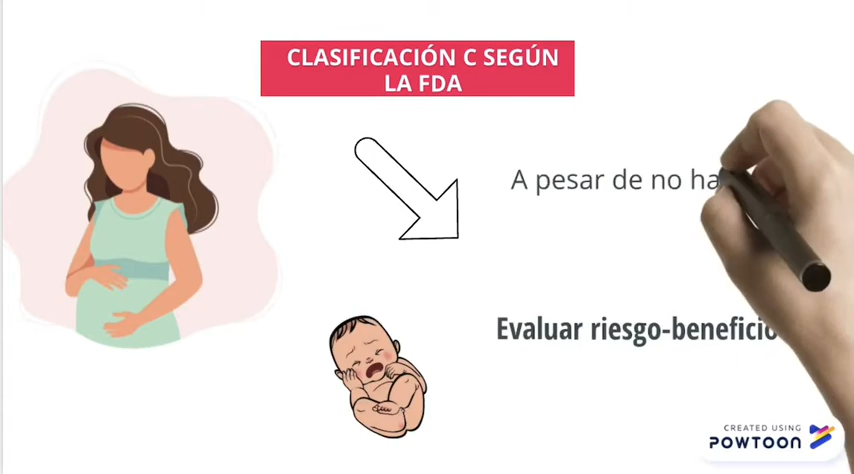 CLASIFICACIÓN C SEGÚN
LA FDA
A pesar de no ha
Evaluar riesgo-beneficio
CREATED USING
POWTOON